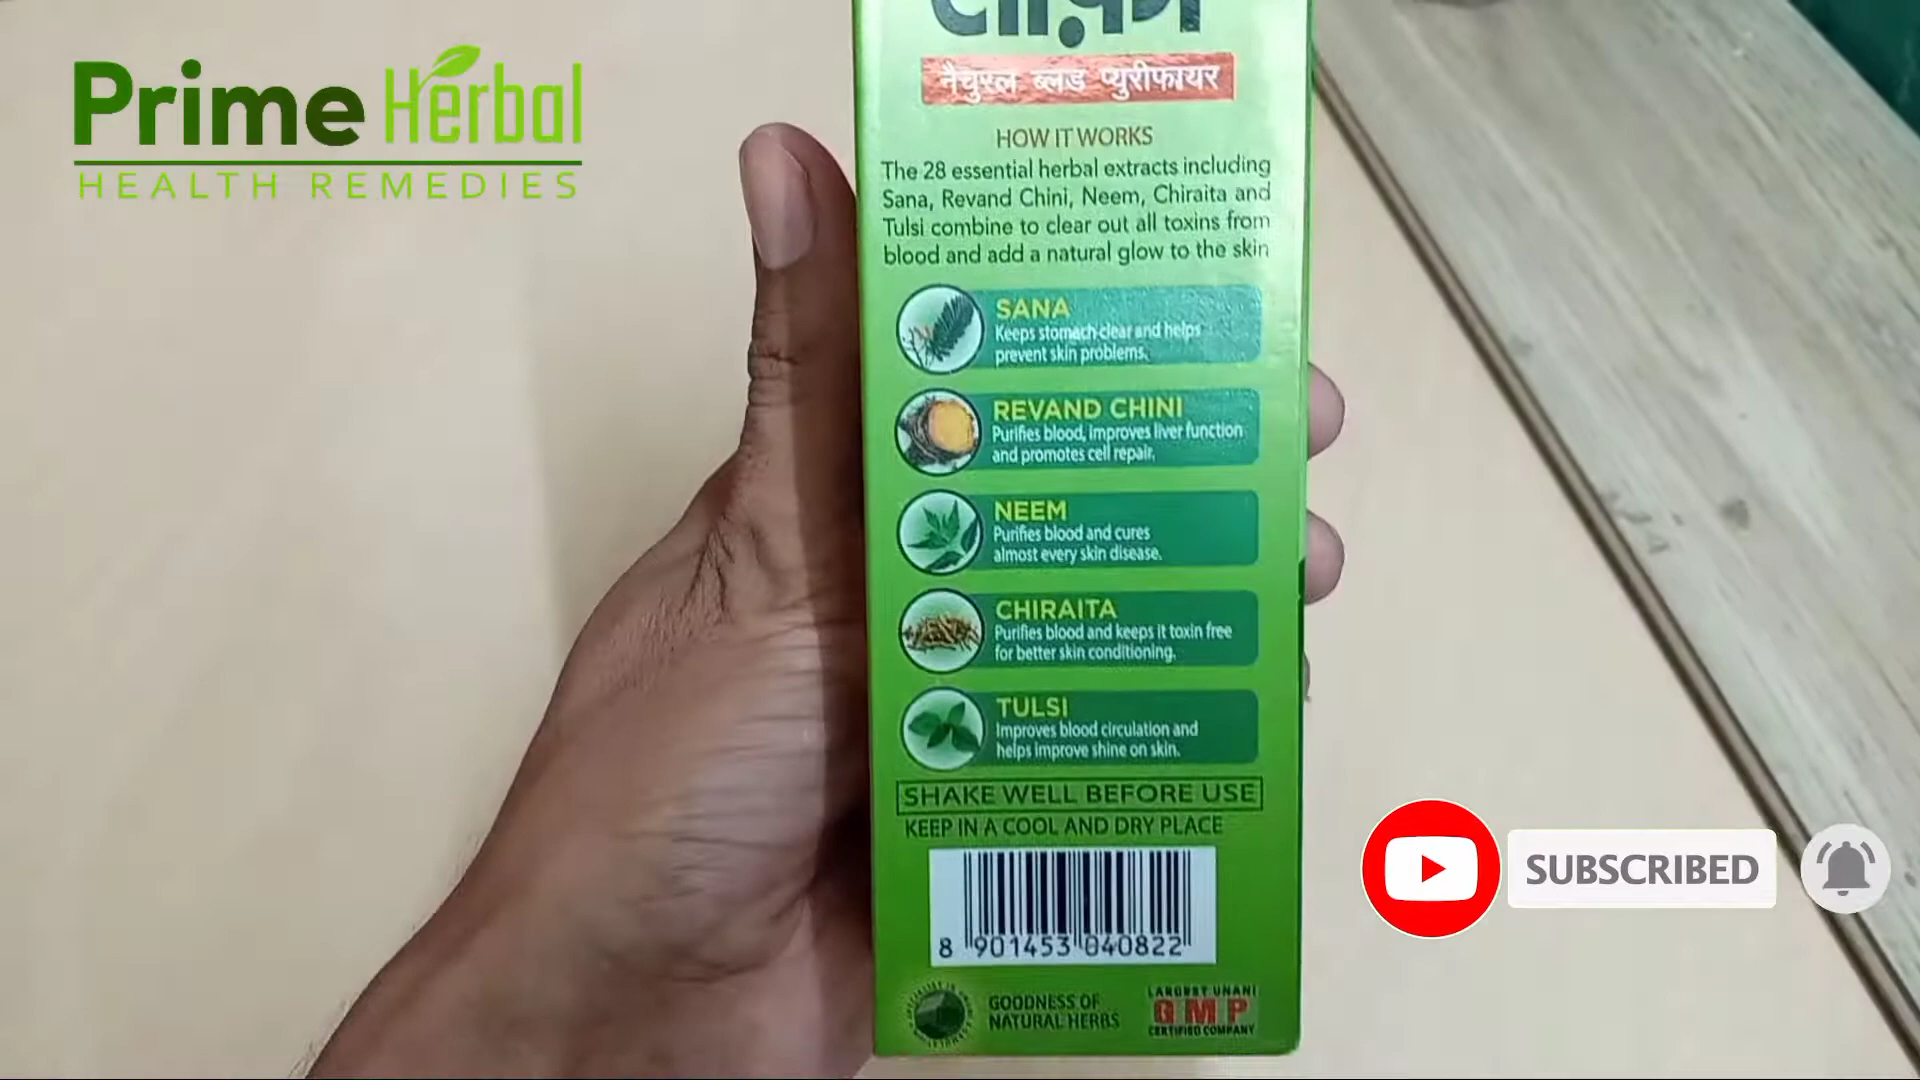 Prime Herbal
HEALTH REMEDIES
नैचुरल ब्लड प्युरीफायर
HOW IT WORKS
The 28 essential herbal extracts including
Sana, Revand Chini, Neem, Chiraita and
Tulsi combine to clear out all toxins from
blood and add a natural glow to the skin
SANA
Keeps stomach clear and helps
prevent skin problems.
REVAND CHINI
Purifies blood, improves liver function
and promotes cell repair.
NEEM
Purifies blood and cures
almost every skin disease.
CHIRAITA
Purifies blood and keeps it toxin free
for better skin conditioning.
TULSI
Improves blood circulation and
helps improve shine on skin.
SHAKE WELL BEFORE USE
KEEP IN A COOL AND DRY PLACE
8 901453 040822
GOODNESS OF
NATURAL HERBS
LARGEST UNANI
GMP
CERTIFIED COMPANY
SUBSCRIBED